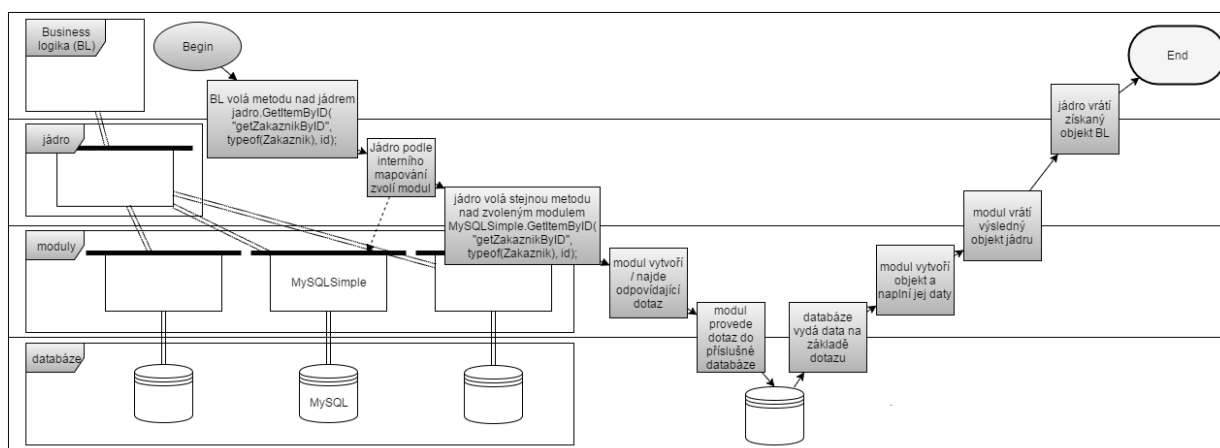 Business
logika (BL)
Begin
BL volá metodu nad jádrem
jadro.GetItemByID(
"getZakaznikByID",
typeof(Zakaznik), id);
jádro
Jádro podle
interního
mapování
zvolí modul
jádro volá stejnou metodu
nad zvoleným modulem
MySQLSimple.GetItemByID(
"getZakaznikByID",
typeof(Zakaznik), id);
moduly
MySQLSimple
modul vytvoří
/ najde
odpovídající
dotaz
modul
provede
dotaz do
příslušné
databáze
databáze
MySQL
databáze
vydá data na
základě
dotazu
modul vytvoří
objekt a
naplní jej daty
modul vrátí
výsledný
objekt jádru
jádro vrátí
získaný
objekt BL
End